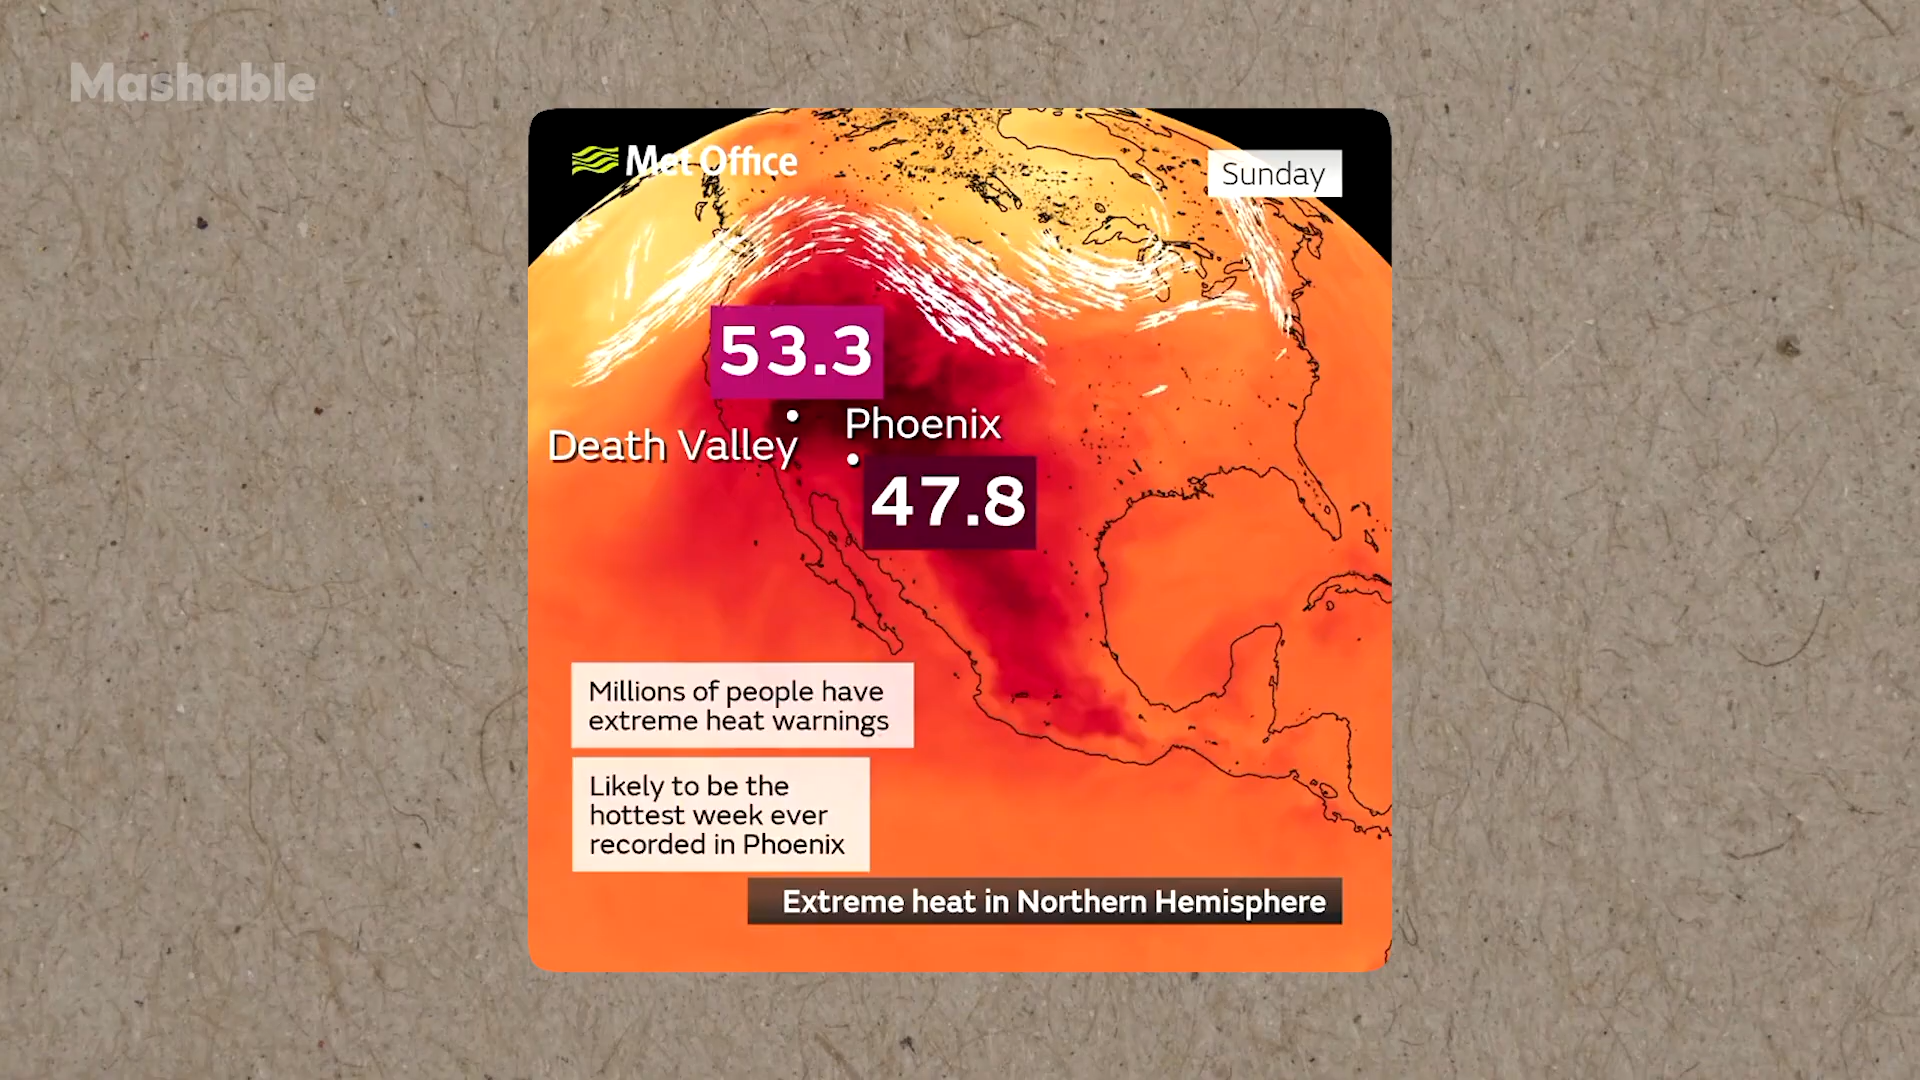 Mashable
Met Office
Sunday
53.3
Death Valley
Phoenix
47.8
Millions of people have
extreme heat warnings
Likely to be the
hottest week ever
recorded in Phoenix
Extreme heat in Northern Hemisphere